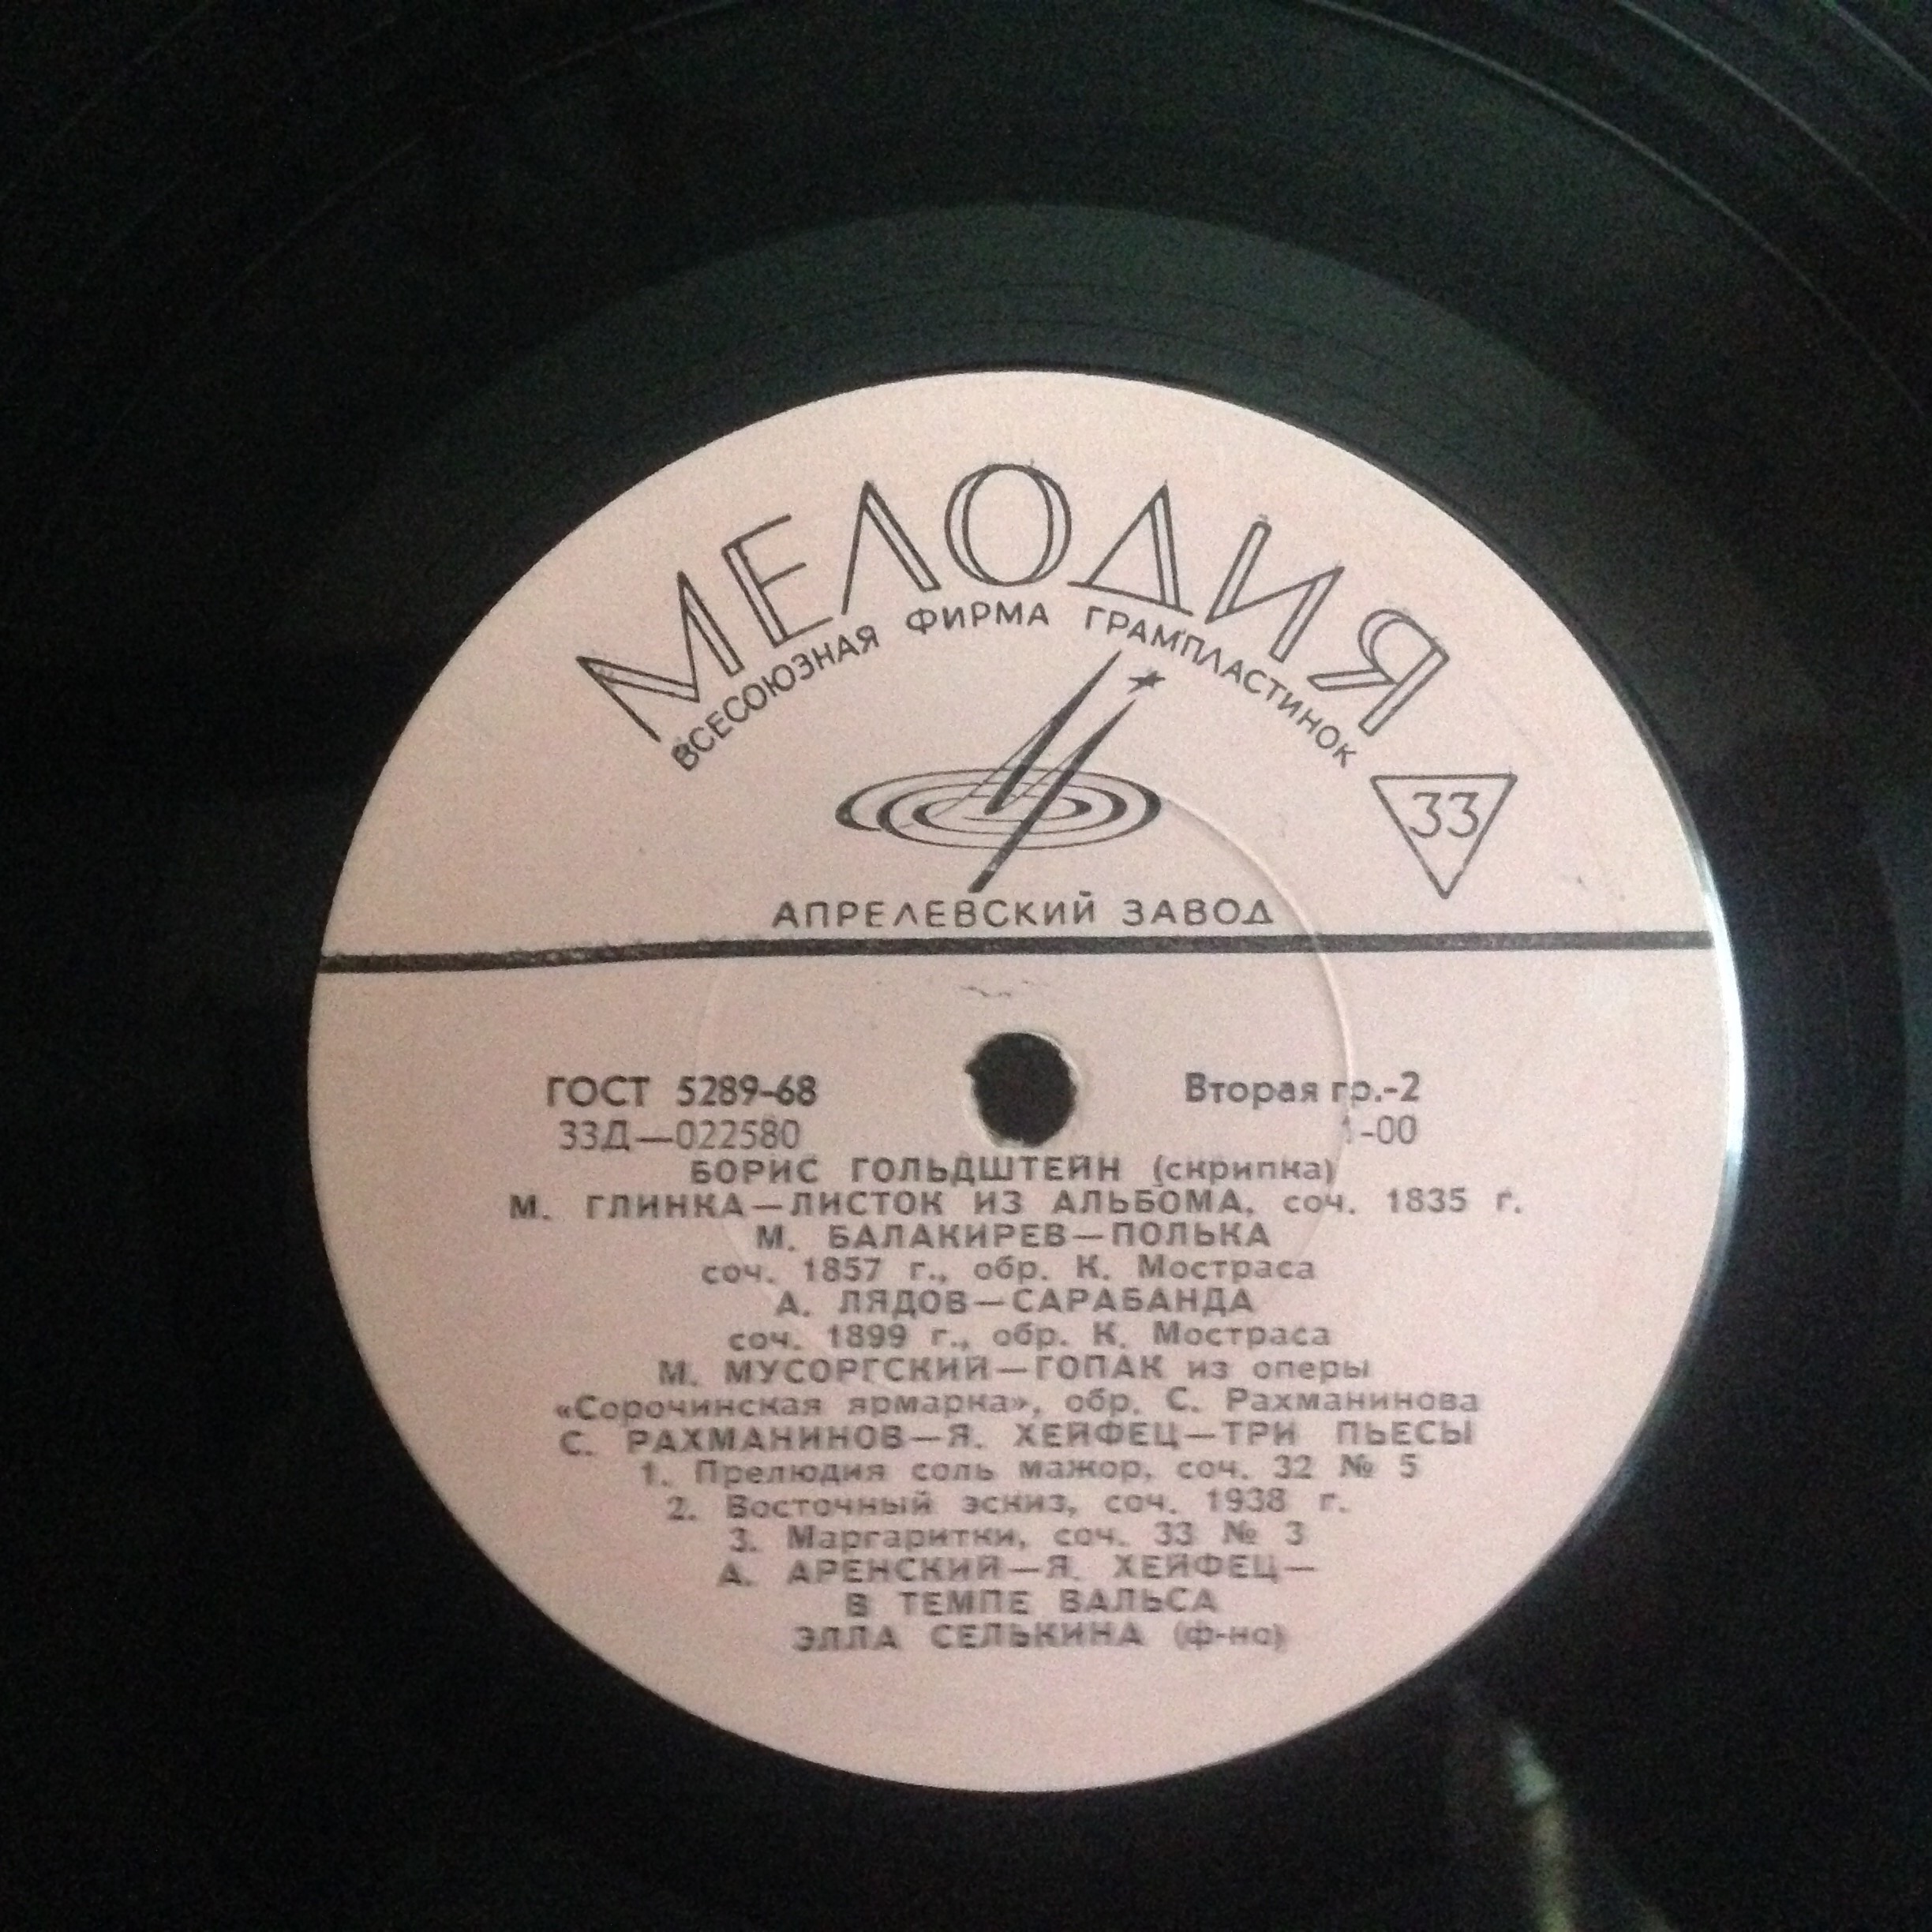 МЕЛОДИЯ
ВСЕСОЮЗНАЯ ФИРМА ГРАМПЛАСТИНОК
33
АПРЕЛЕВСКИЙ ЗАВОД
ГОСТ 5289-68 Вторая гр.-2
33Д—022580 1-00
БОРИС ГОЛЬДШТЕЙН (скрипка)
М. ГЛИНКА—ЛИСТОК ИЗ АЛЬБОМА, соч. 1835 г.
М. БАЛАКИРЕВ—ПОЛЬКА
соч. 1857 г., обр. К. Мостраса
А. ЛЯДОВ—САРАБАНДА
соч. 1899 г., обр. К. Мостраса
М. МУСОРГСКИЙ—ГОПАК из оперы
«Сорочинская ярмарка», обр. С. Рахманинова
С. РАХМАНИНОВ—Я. ХЕЙФЕЦ—ТРИ ПЬЕСЫ
1. Прелюдия соль мажор, соч. 32 № 5
2. Восточный эскиз, соч. 1938 г.
3. Маргаритки, соч. 33 № 3
А. АРЕНСКИЙ—Я. ХЕЙФЕЦ—
В ТЕМПЕ ВАЛЬСА
ЭЛЛА СЕЛЬКИНА (ф-но)